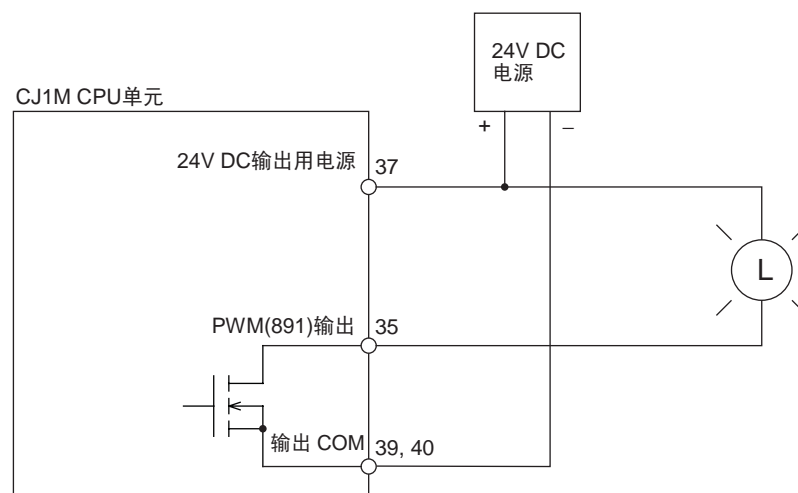 24V DC
电源
CJ1M CPU单元
+ −
24V DC输出用电源 37
L
PWM(891)输出 35
输出 COM 39, 40